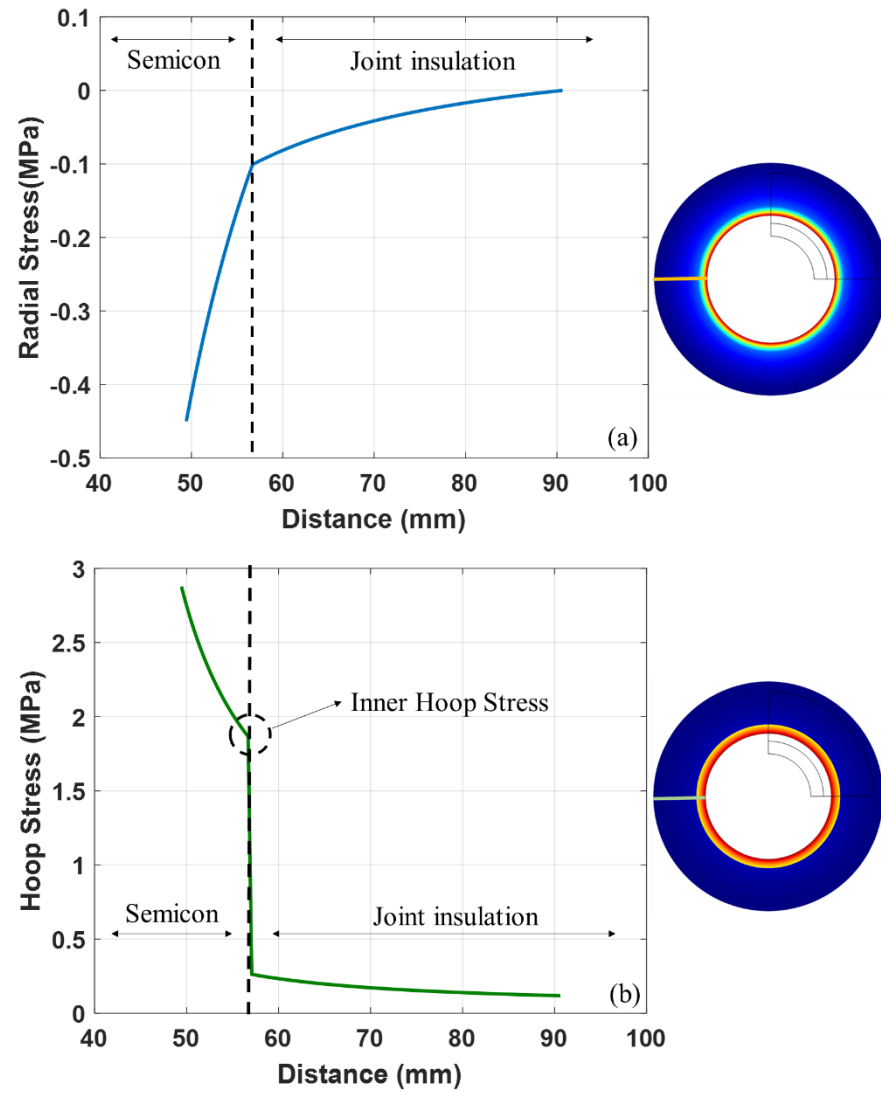 0.1
Semicon
Joint insulation
0
-0.1
-0.2
-0.3
-0.4
-0.5
Radial Stress(MPa)
(a)
40 50 60 70 80 90 100
Distance (mm)
3
2.5
2
Inner Hoop Stress
1.5
1
Semicon
Joint insulation
0.5
0
Hoop Stress (MPa)
(b)
40 50 60 70 80 90 100
Distance (mm)